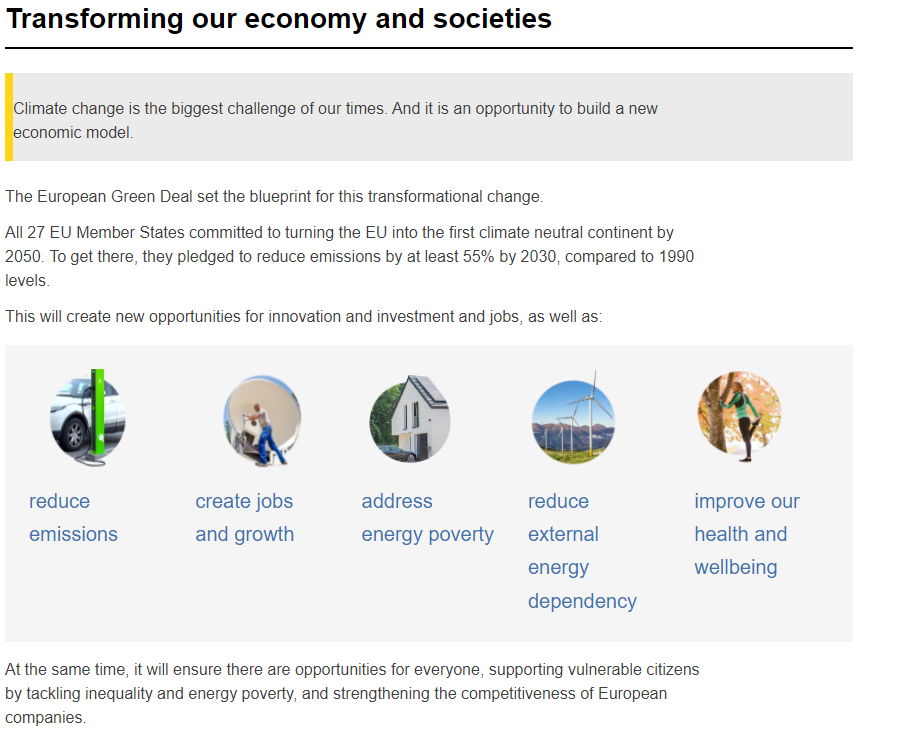 Transforming our economy and societies
Climate change is the biggest challenge of our times. And it is an opportunity to build a new
economic model.
The European Green Deal set the blueprint for this transformational change.
All 27 EU Member States committed to turning the EU into the first climate neutral continent by
2050. To get there, they pledged to reduce emissions by at least 55% by 2030, compared to 1990
levels.
This will create new opportunities for innovation and investment and jobs, as well as:
reduce
emissions
create jobs
and growth
address
energy poverty
reduce
external
energy
dependency
improve our
health and
wellbeing
At the same time, it will ensure there are opportunities for everyone, supporting vulnerable citizens
by tackling inequality and energy poverty, and strengthening the competitiveness of European
companies.